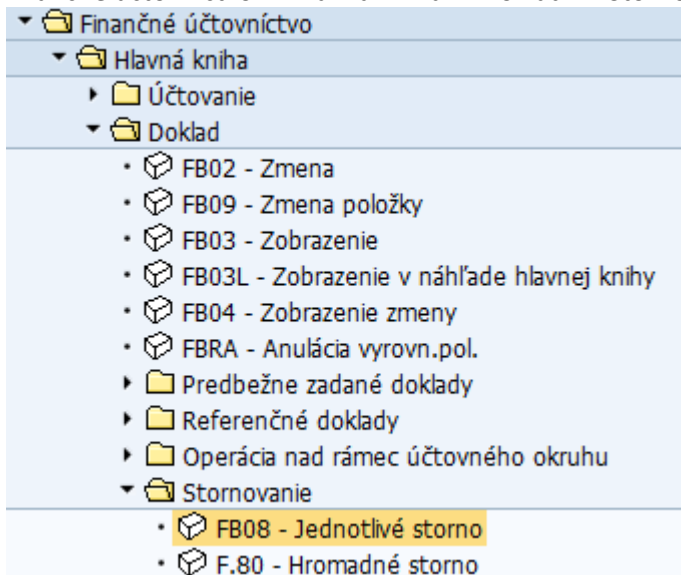 Finančné účtovníctvo
Hlavná kniha
Účtovanie
Doklad
FB02 - Zmena
FB09 - Zmena položky
FB03 - Zobrazenie
FB03L - Zobrazenie v náhľade hlavnej knihy
FB04 - Zobrazenie zmeny
FBRA - Anulácia vyrovn.pol.
Predbežne zadané doklady
Referenčné doklady
Operácia nad rámec účtovného okruhu
Stornovanie
FB08 - Jednotlivé storno
F.80 - Hromadné storno